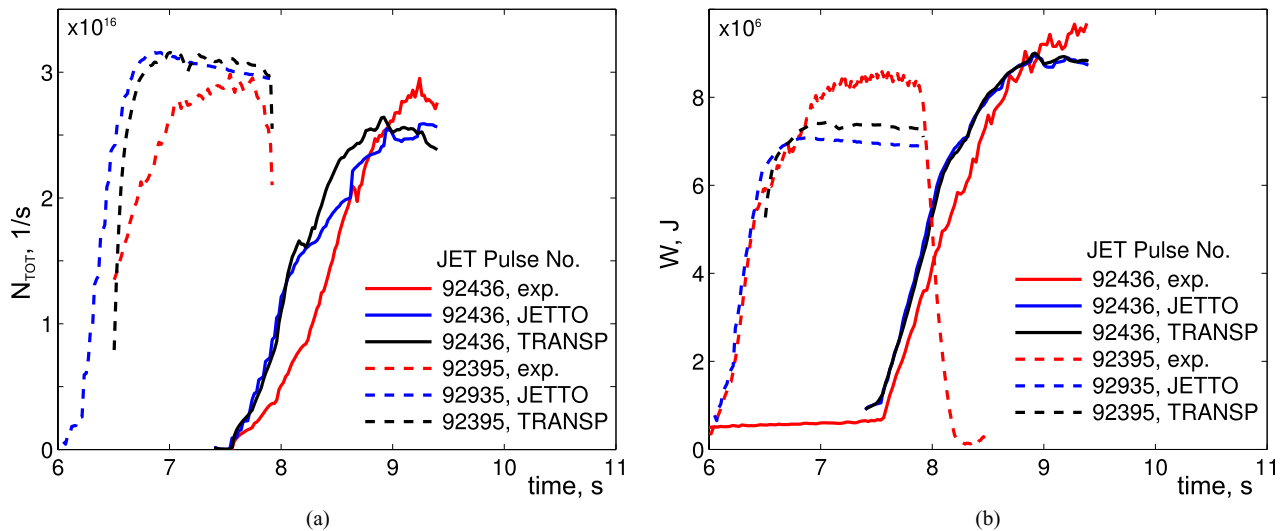 x10¹⁶
3
2
1
0
6 7 8 9 10 11
N_TOT, 1/s
time, s
JET Pulse No.
92436, exp.
92436, JETTO
92436, TRANSP
92395, exp.
92935, JETTO
92395, TRANSP
(a)
x10⁶
8
6
4
2
0
6 7 8 9 10 11
W, J
time, s
JET Pulse No.
92436, exp.
92436, JETTO
92436, TRANSP
92395, exp.
92935, JETTO
92395, TRANSP
(b)